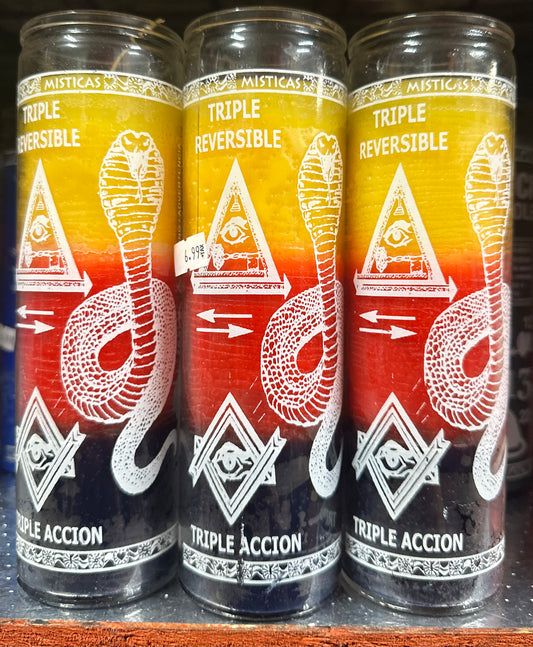 MISTICAS
TRIPLE
REVERSIBLE
TRIPLE ACCION
MISTICAS
TRIPLE
REVERSIBLE
6.99
TRIPLE ACCION
MISTICAS
TRIPLE
REVERSIBLE
TRIPLE ACCION